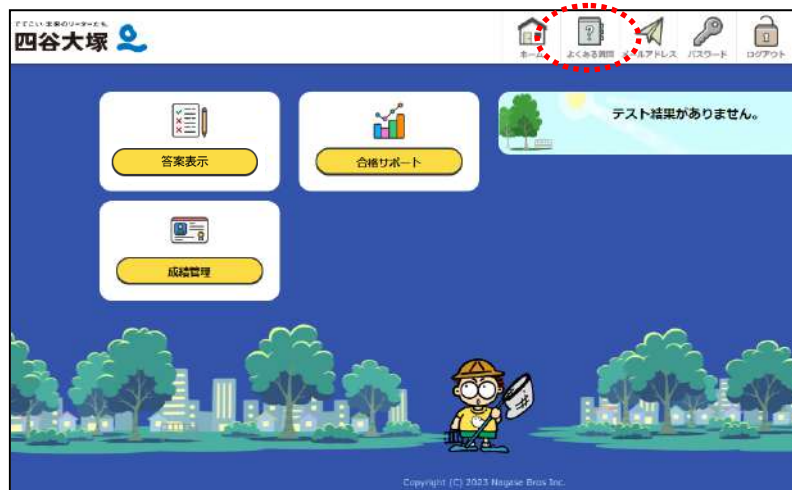 でてこい、未来のリーターたち。
四谷大塚
ホーム
よくある質問
メールアドレス
パスワード
ログアウト
答案表示
合格サポート
テスト結果がありません。
成績管理
Copyright (C) 2023 Nagase Bros Inc.